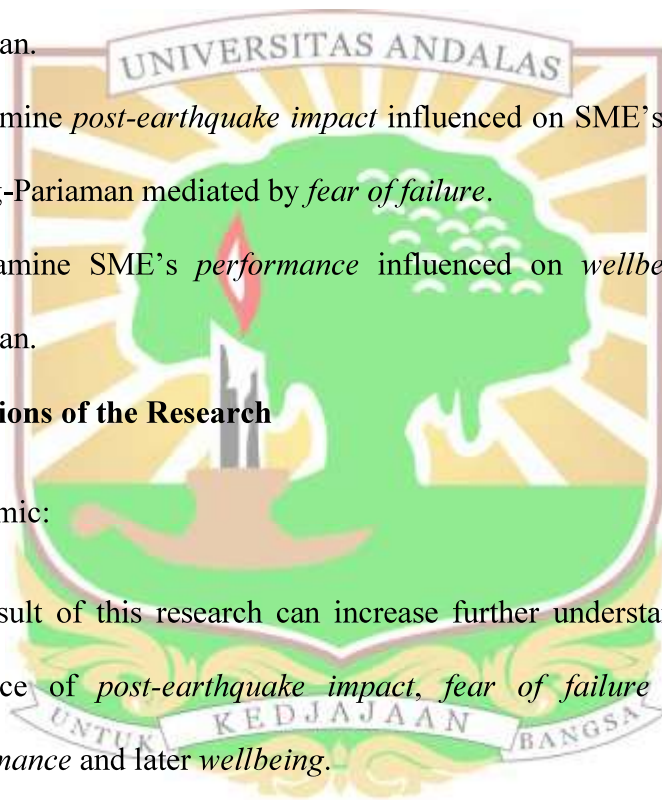 an.
UNIVERSITAS ANDALAS
mine post-earthquake impact influenced on SME's
g-Pariaman mediated by fear of failure.
amine SME's performance influenced on wellbe
an.
ions of the Research
mic:
sult of this research can increase further understa
ce of post-earthquake impact, fear of failure
UNTUK KEDJAJAAN BANGSA
mance and later wellbeing.